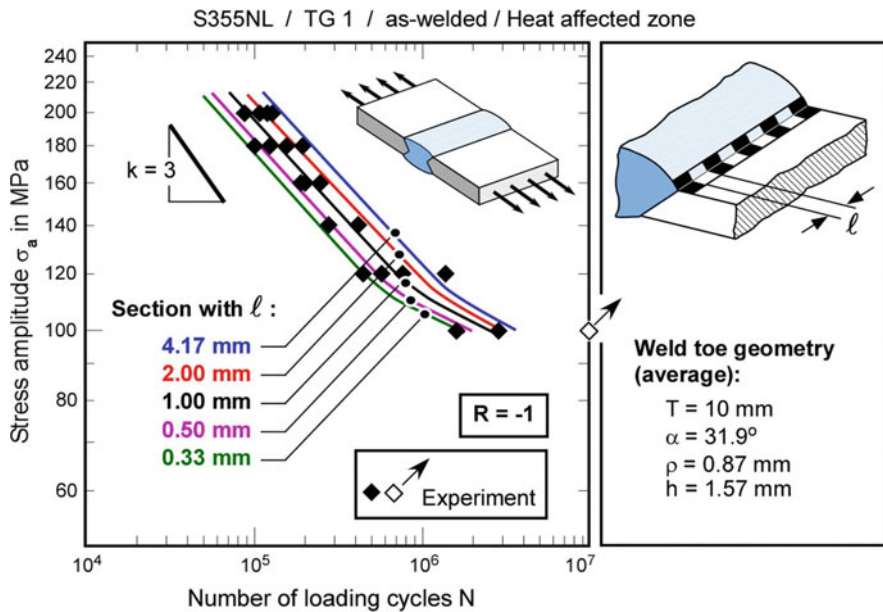 S355NL / TG 1 / as-welded / Heat affected zone
Stress amplitude σa in MPa
240
200
180
160
140
120
100
80
60
k = 3
Section with ℓ :
4.17 mm
2.00 mm
1.00 mm
0.50 mm
0.33 mm
R = -1
Experiment
10⁴
10⁵
10⁶
10⁷
Number of loading cycles N
ℓ
Weld toe geometry
(average):
T = 10 mm
α = 31.9º
ρ = 0.87 mm
h = 1.57 mm